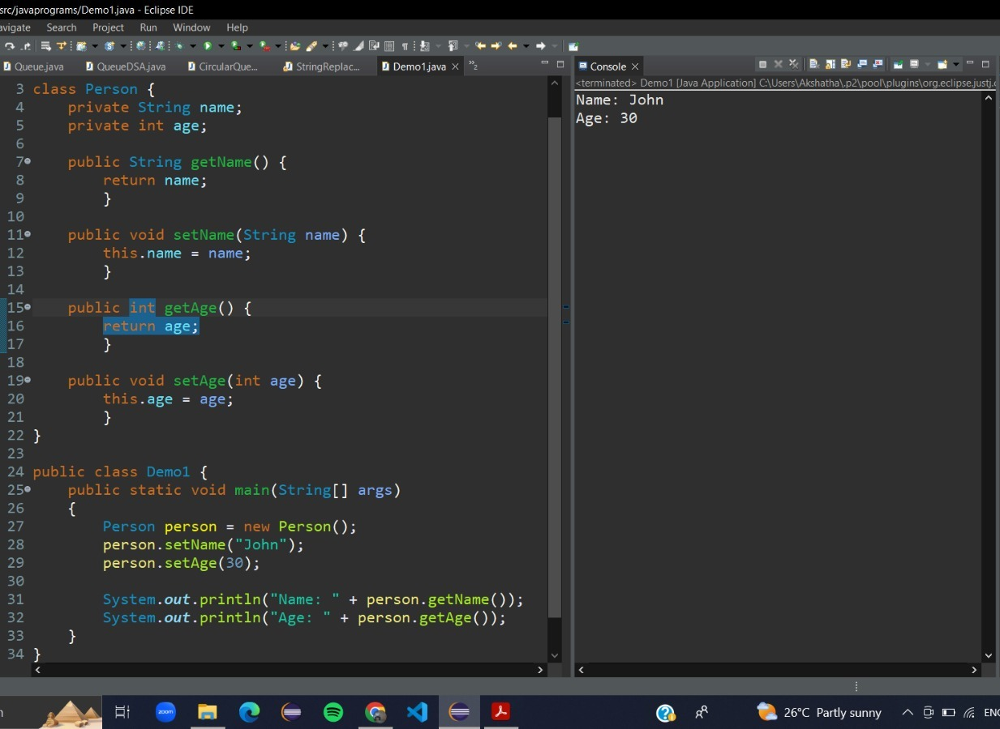 src/javaprograms/Demo1.java - Eclipse IDE
avigate Search Project Run Window Help
Queue.java QueueDSA.java CircularQue... StringReplac... Demo1.java 2 Console
<terminated> Demo1 [Java Application] C:\Users\Akshatha\.p2\pool\plugins\org.eclipse.justj.
3 class Person {
4 private String name;
5 private int age;
6
7 public String getName() {
8 return name;
9 }
10
11 public void setName(String name) {
12 this.name = name;
13 }
14
15 public int getAge() {
16 return age;
17 }
18
19 public void setAge(int age) {
20 this.age = age;
21 }
22 }
23
24 public class Demo1 {
25 public static void main(String[] args)
26 {
27 Person person = new Person();
28 person.setName("John");
29 person.setAge(30);
30
31 System.out.println("Name: " + person.getName());
32 System.out.println("Age: " + person.getAge());
33 }
34 }
Name: John
Age: 30
zoom
26°C Partly sunny ENG